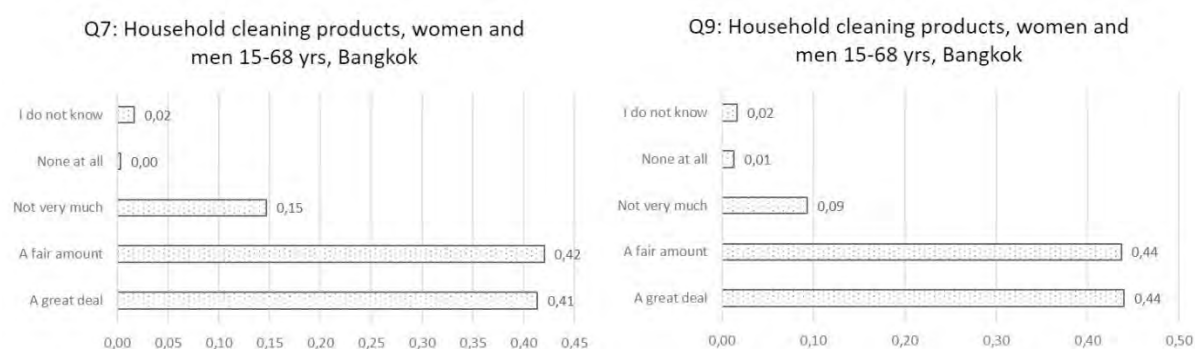 Q7: Household cleaning products, women and
men 15-68 yrs, Bangkok
I do not know
0,02
None at all
0,00
Not very much
0,15
A fair amount
0,42
A great deal
0,41
0,00 0,05 0,10 0,15 0,20 0,25 0,30 0,35 0,40 0,45
Q9: Household cleaning products, women and
men 15-68 yrs, Bangkok
I do not know
0,02
None at all
0,01
Not very much
0,09
A fair amount
0,44
A great deal
0,44
0,00 0,10 0,20 0,30 0,40 0,50